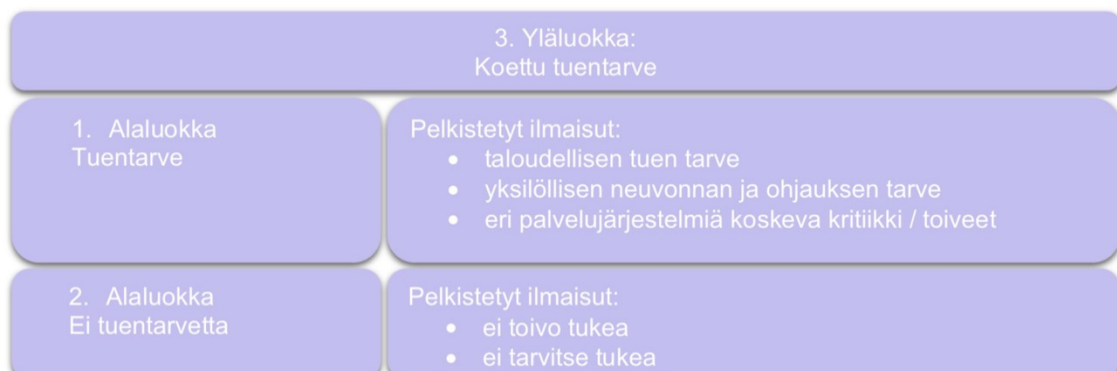 3. Yläluokka:
Koettu tuentarve
1. Alaluokka
Tuentarve
Pelkistetyt ilmaisut:
• taloudellisen tuen tarve
• yksilöllisen neuvonnan ja ohjauksen tarve
• eri palvelujärjestelmiä koskeva kritiikki / toiveet
2. Alaluokka
Ei tuentarvetta
Pelkistetyt ilmaisut:
• ei toivo tukea
• ei tarvitse tukea